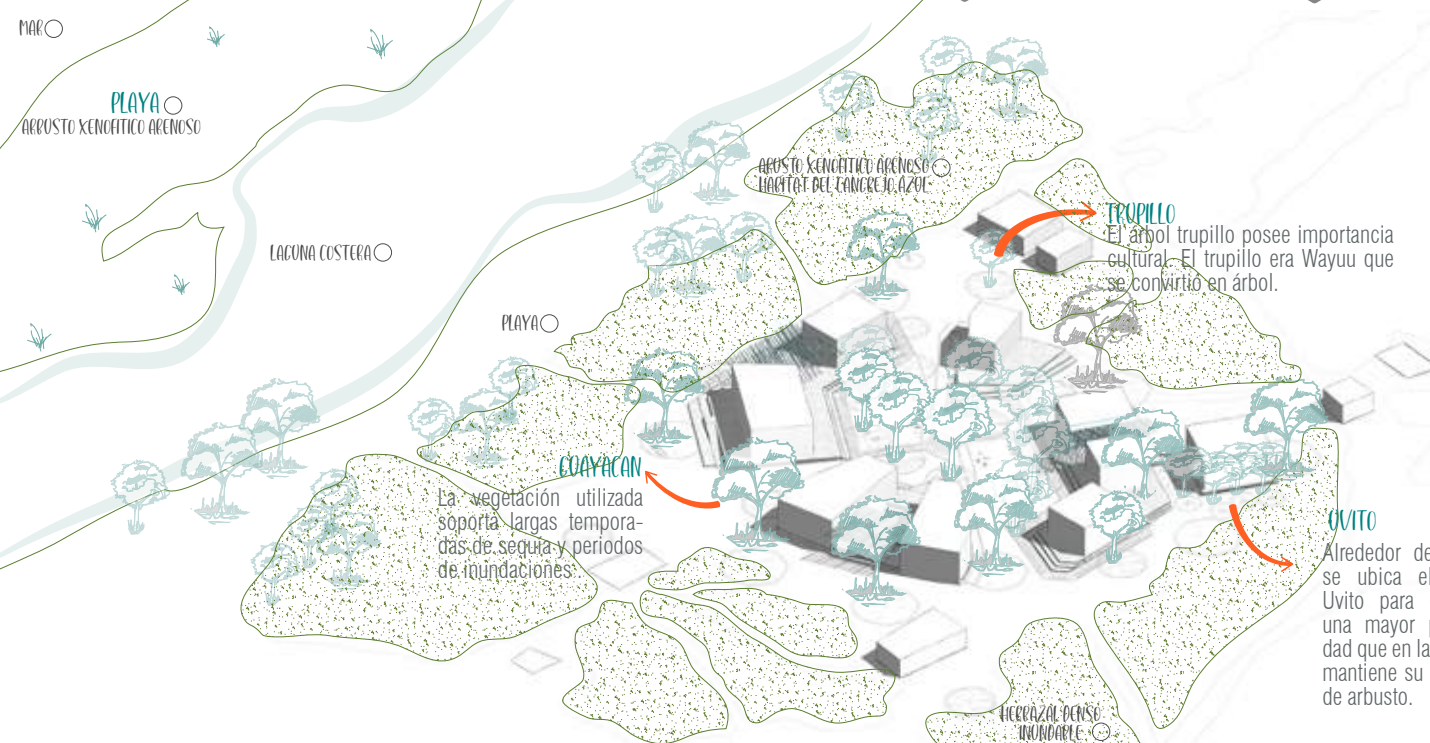 MAR
PLAYA
ARBUSTO XENOFITICO ARENOSO
LAGUNA COSTERA
PLAYA
ARUSTO XENOFITICO ARENOSO
HABITAT DEL CANGREJO AZUL
TRUPILLO
El árbol trupillo posee importancia
cultural. El trupillo era Wayuu que
se convirtió en árbol.
GUAYACAN
La vegetación utilizada
soporta largas tempora-
das de sequia y periodos
de inundaciones.
UVITO
Alrededor de
se ubica el
Uvito para
una mayor
dad que en la
mantiene su
de arbusto.
HERBAZAL DENSO
INUNDABLE